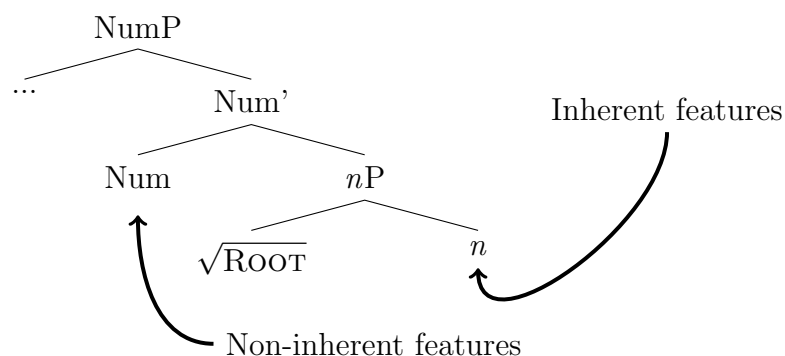 NumP
...
Num'
Inherent features
Num
nP
√ROOT
n
Non-inherent features